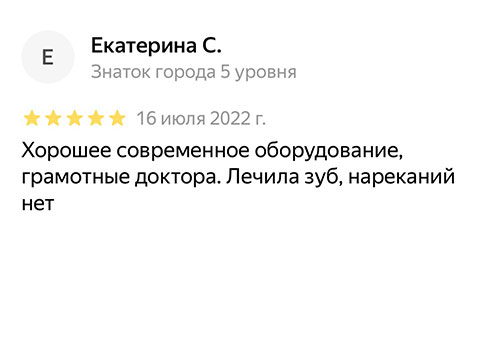 Е
Екатерина С.
Знаток города 5 уровня
16 июля 2022 г.
Хорошее современное оборудование,
грамотные доктора. Лечила зуб, нареканий
нет